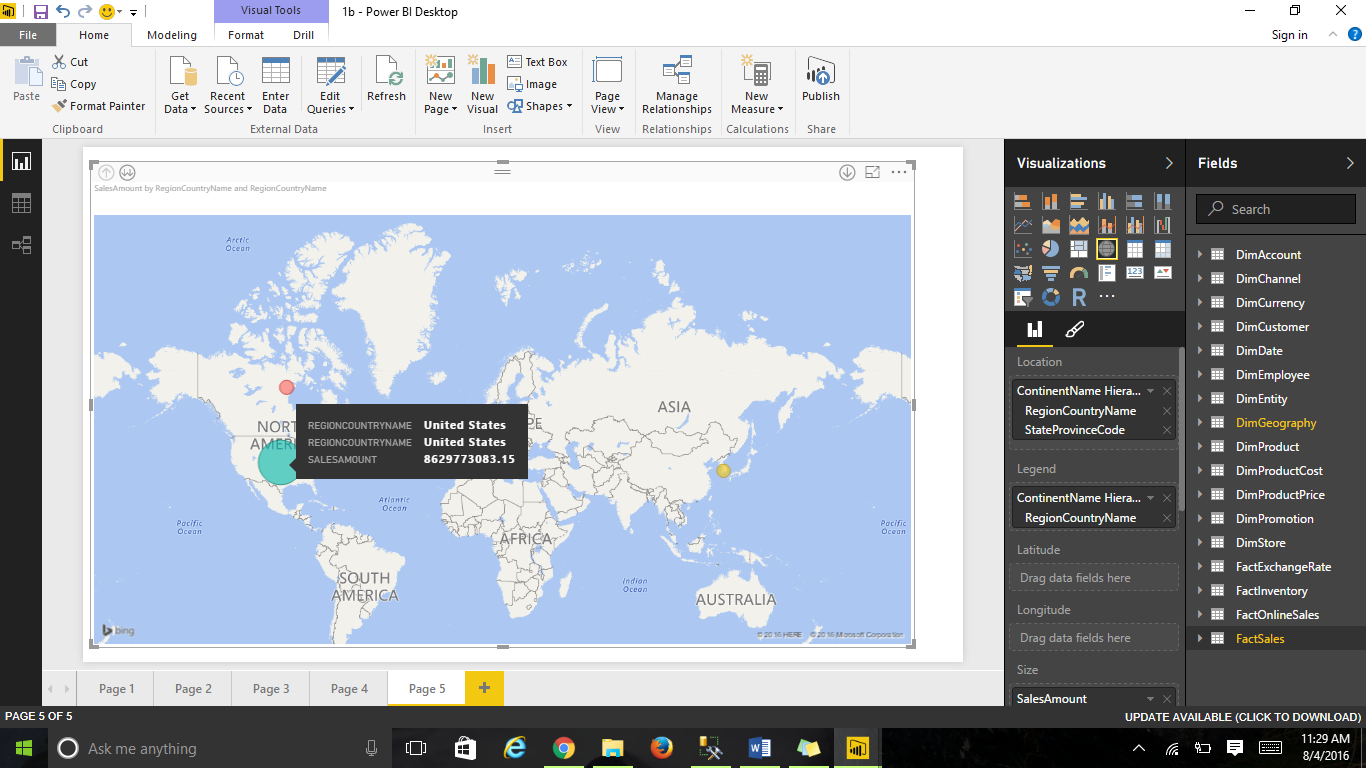 Visual Tools
1b - Power BI Desktop
File
Home
Modeling
Format
Drill
Sign in
Paste
Cut
Copy
Format Painter
Clipboard
Get Data
Recent Sources
Enter Data
External Data
Edit Queries
Refresh
New Page
New Visual
Text Box
Image
Shapes
Insert
Page View
View
Manage Relationships
Relationships
New Measure
Calculations
Publish
Share
SalesAmount by RegionCountryName and RegionCountryName
Arctic
Ocean
NORT
AMERI
PE
ASIA
REGIONCOUNTRYNAME United States
REGIONCOUNTRYNAME United States
SALESAMOUNT 8629773083.15
Atlantic
Ocean
Pacific
Ocean
Pacific
Ocean
AFRICA
SOUTH
AMERICA
Indian
Ocean
AUSTRALIA
bing
© 2016 HERE © 2016 Microsoft Corporation
Visualizations
R
Location
ContinentName Hiera...
RegionCountryName
StateProvinceCode
Legend
ContinentName Hiera...
RegionCountryName
Latitude
Drag data fields here
Longitude
Drag data fields here
Size
SalesAmount
Fields
Search
DimAccount
DimChannel
DimCurrency
DimCustomer
DimDate
DimEmployee
DimEntity
DimGeography
DimProduct
DimProductCost
DimProductPrice
DimPromotion
DimStore
FactExchangeRate
FactInventory
FactOnlineSales
FactSales
Page 1
Page 2
Page 3
Page 4
Page 5
PAGE 5 OF 5
UPDATE AVAILABLE (CLICK TO DOWNLOAD)
Ask me anything
11:29 AM
8/4/2016